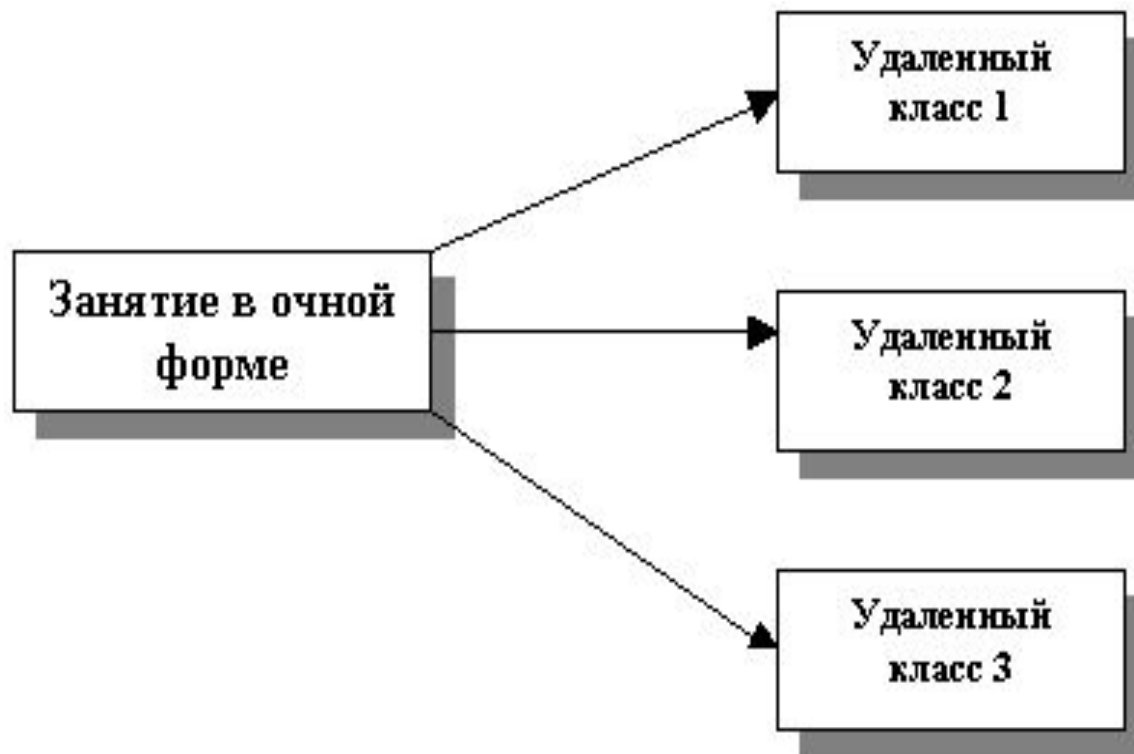 Удаленный
класс 1
Занятие в очной
форме
Удаленный
класс 2
Удаленный
класс 3